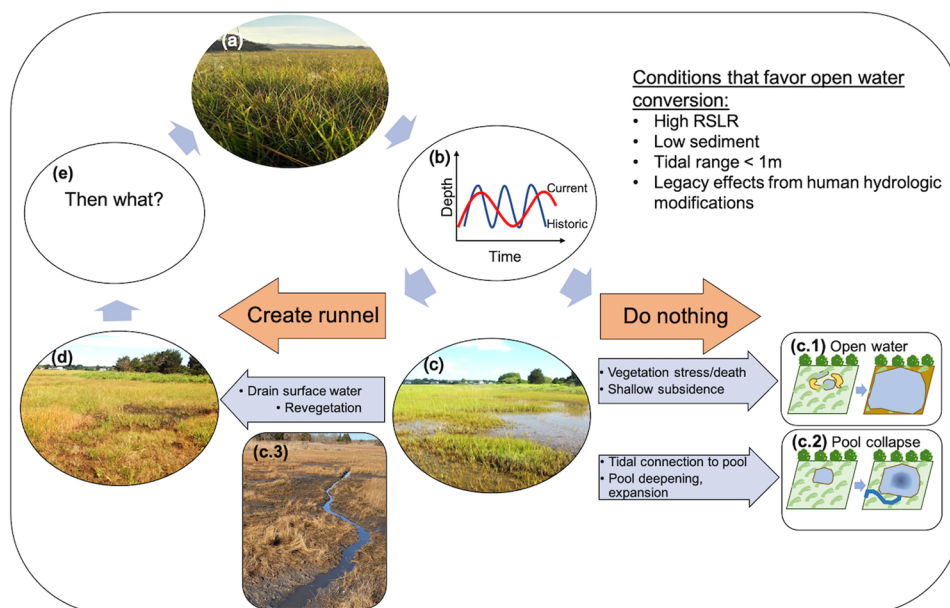 (a)
Conditions that favor open water
conversion:
• High RSLR
• Low sediment
• Tidal range < 1m
• Legacy effects from human hydrologic
modifications
(e)
Then what?
(b)
Depth
Current
Historic
Time
Create runnel
Do nothing
(d)
• Drain surface water
• Revegetation
(c)
• Vegetation stress/death
• Shallow subsidence
(c.1) Open water
(c.3)
• Tidal connection to pool
• Pool deepening,
expansion
(c.2) Pool collapse